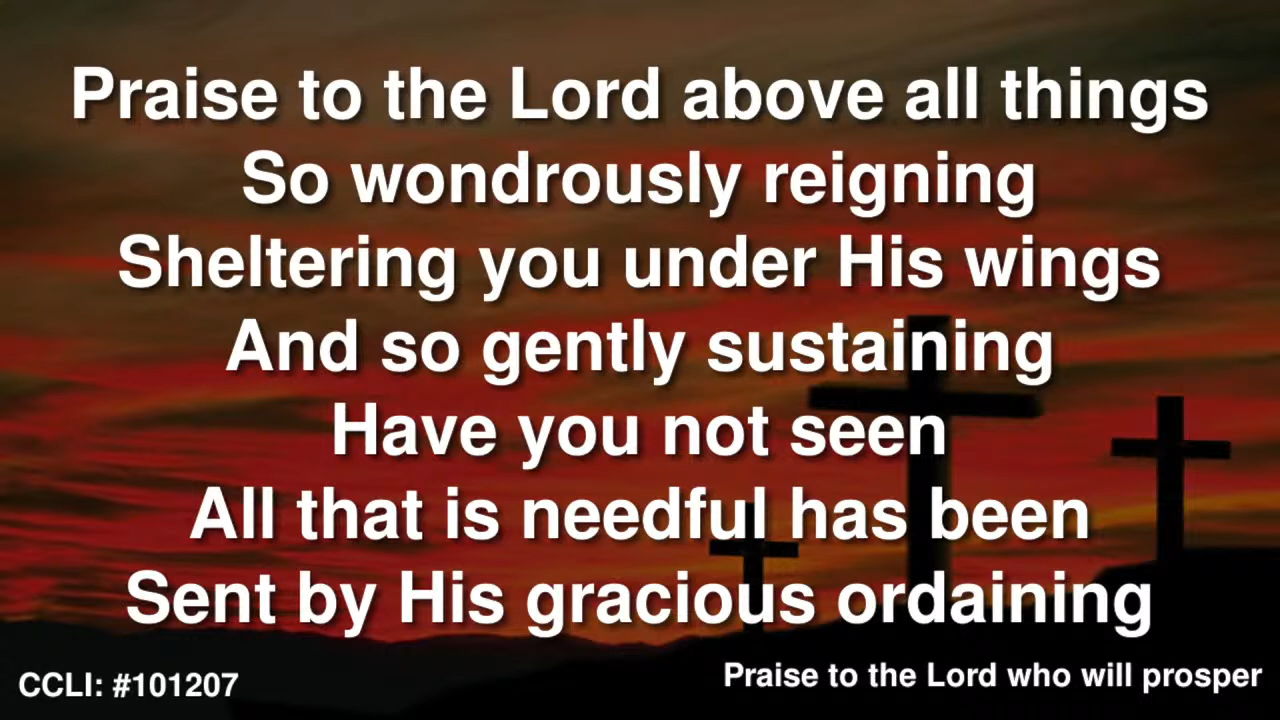 Praise to the Lord above all things
So wondrously reigning
Sheltering you under His wings
And so gently sustaining
Have you not seen
All that is needful has been
Sent by His gracious ordaining
CCLI: #101207
Praise to the Lord who will prosper